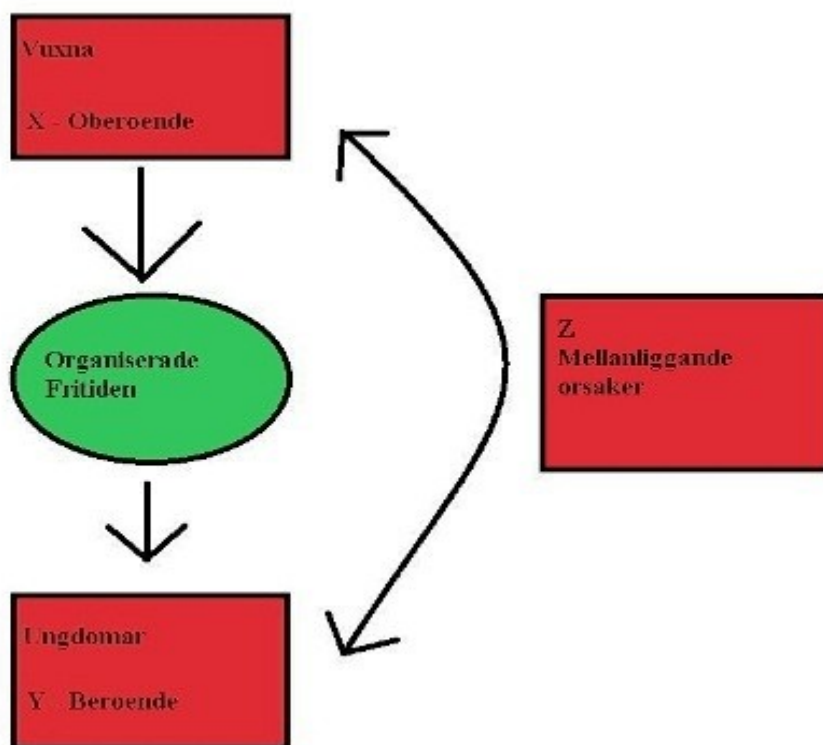 Vuxna
X - Oberoende
Organiserade
Fritiden
Z
Mellanliggande
orsaker
Ungdomar
Y - Beroende